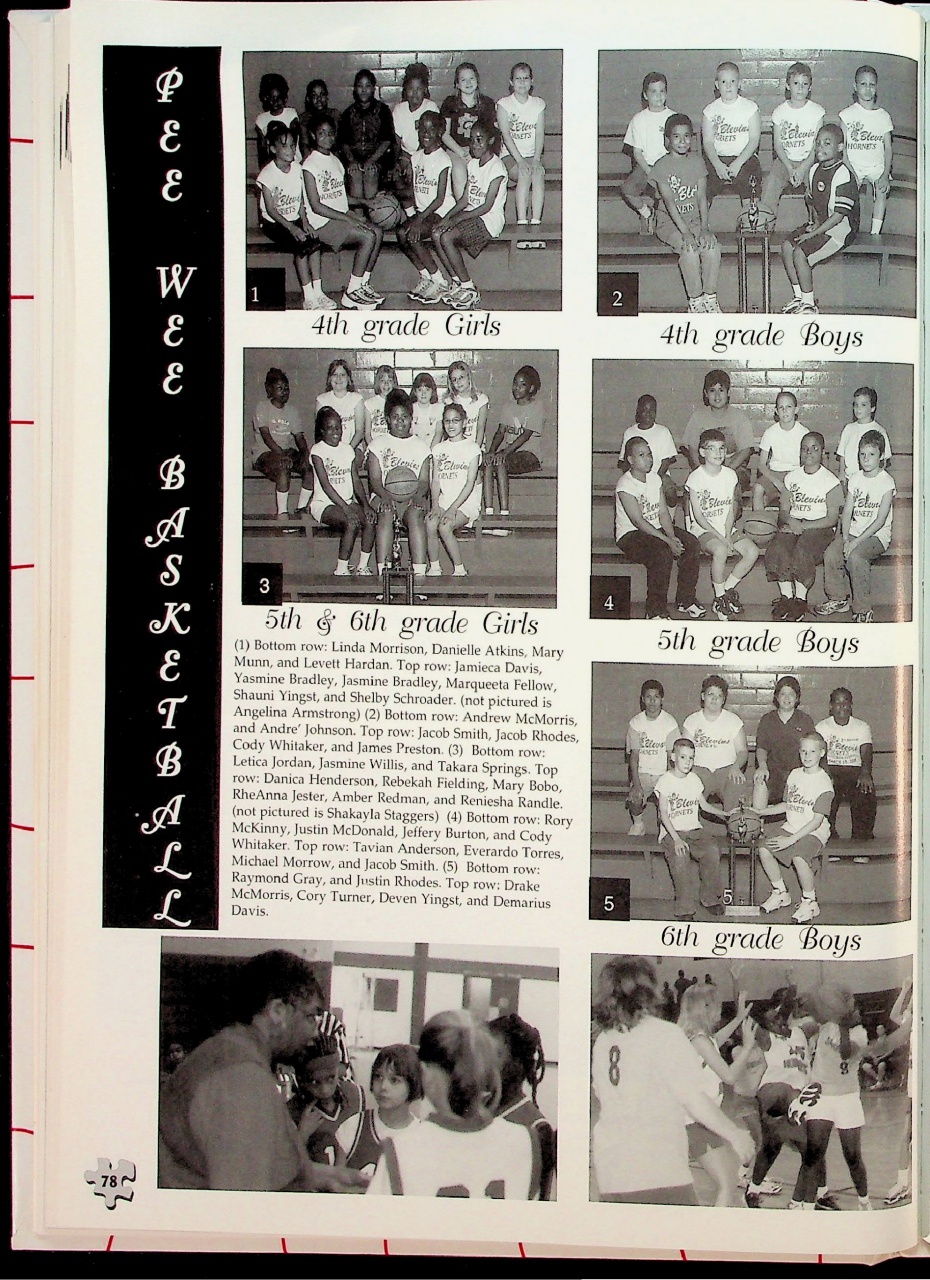 PEE WEE BASKETBALL
1
4th grade Girls
2
4th grade Boys
3
5th & 6th grade Girls
4
5th grade Boys
5
5
6th grade Boys
(1) Bottom row: Linda Morrison, Danielle Atkins, Mary
Munn, and Levett Hardan. Top row: Jamieca Davis,
Yasmine Bradley, Jasmine Bradley, Marqueeta Fellow,
Shauni Yingst, and Shelby Schroader. (not pictured is
Angelina Armstrong) (2) Bottom row: Andrew McMorris,
and Andre' Johnson. Top row: Jacob Smith, Jacob Rhodes,
Cody Whitaker, and James Preston. (3) Bottom row:
Letica Jordan, Jasmine Willis, and Takara Springs. Top
row: Danica Henderson, Rebekah Fielding, Mary Bobo,
RheAnna Jester, Amber Redman, and Reniesha Randle.
(not pictured is Shakayla Staggers) (4) Bottom row: Rory
McKinny, Justin McDonald, Jeffery Burton, and Cody
Whitaker. Top row: Tavian Anderson, Everardo Torres,
Michael Morrow, and Jacob Smith. (5) Bottom row:
Raymond Gray, and Justin Rhodes. Top row: Drake
McMorris, Cory Turner, Deven Yingst, and Demarius
Davis.
8
9
78